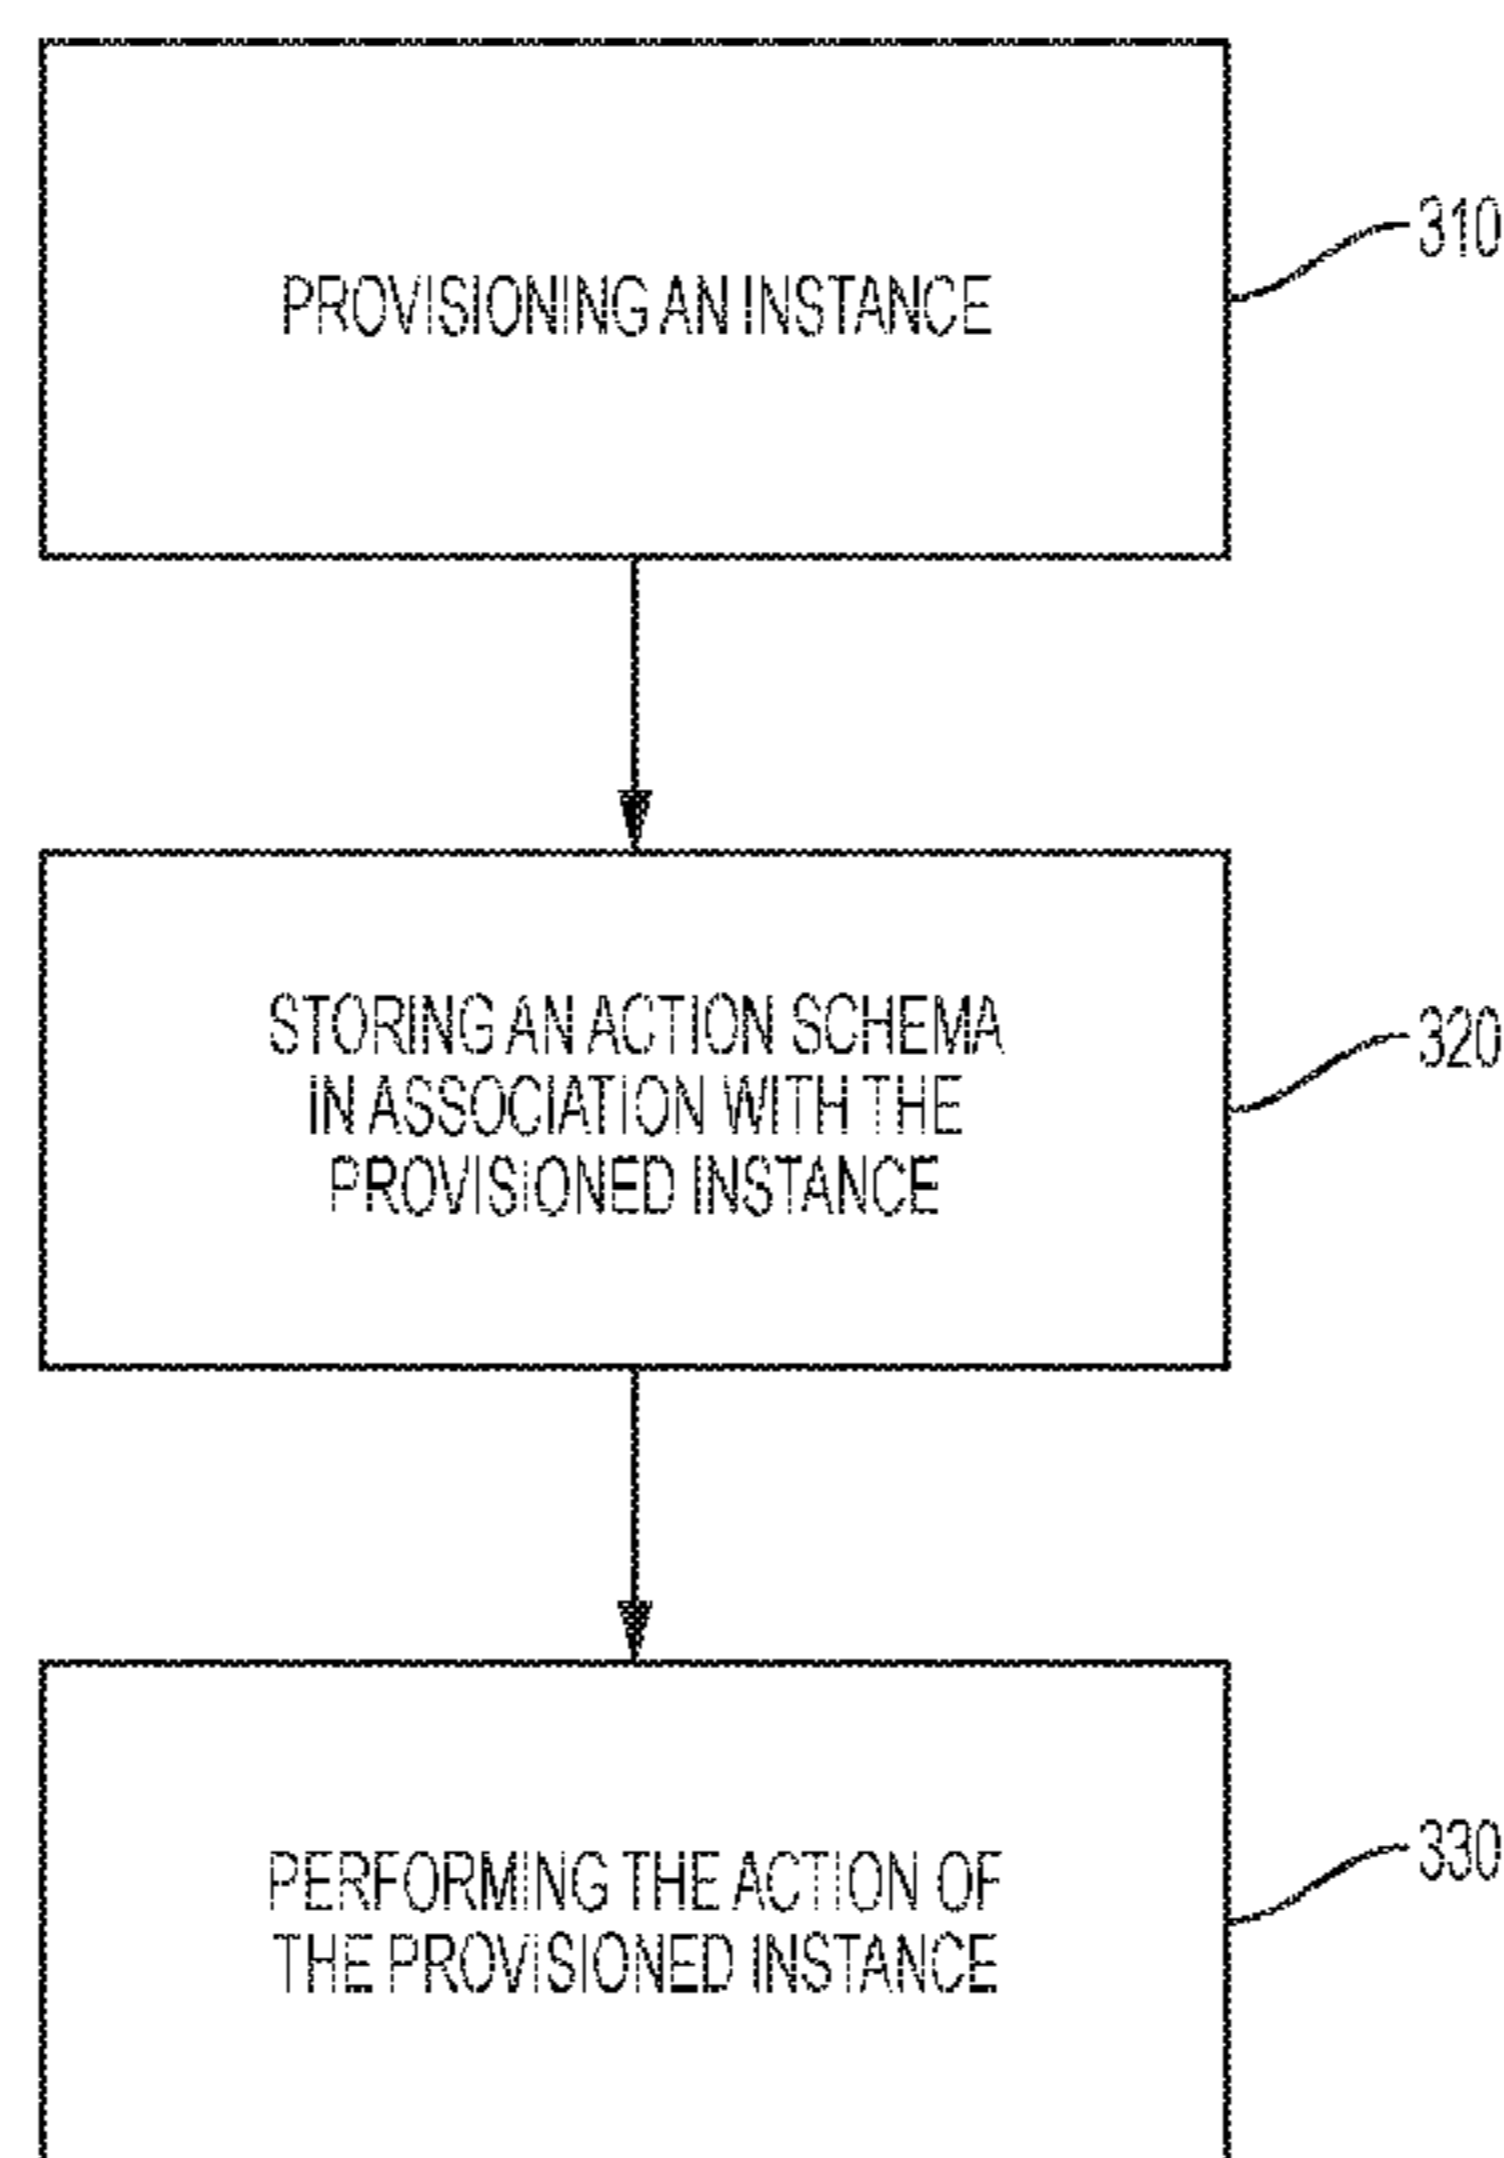 PROVISIONING AN INSTANCE
310
STORING AN ACTION SCHEMA
IN ASSOCIATION WITH THE
PROVISIONED INSTANCE
320
PERFORMING THE ACTION OF
THE PROVISIONED INSTANCE
330